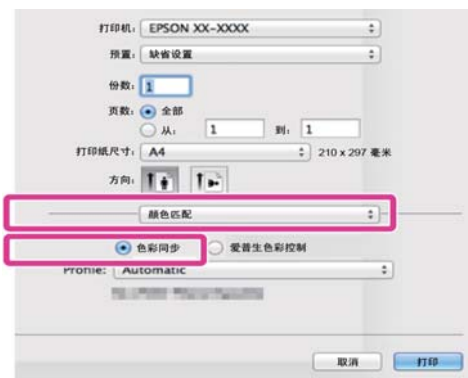 打印机: EPSON XX-XXXX
预置: 缺省设置
份数: 1
页数: 全部
从: 1 到: 1
打印纸尺寸: A4 210 x 297 毫米
方向:
颜色匹配
色彩同步 爱普生色彩控制
Profile: Automatic
取消 打印